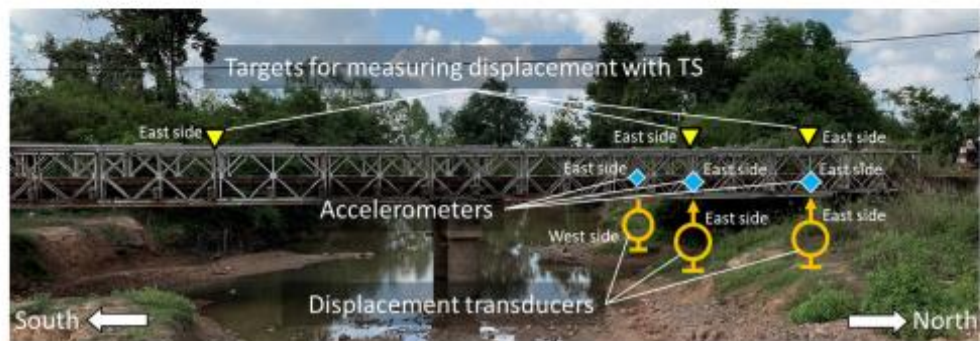 Targets for measuring displacement with TS
East side East side East side
East side East side East side
Accelerometers
West side East side East side
Displacement transducers
South North